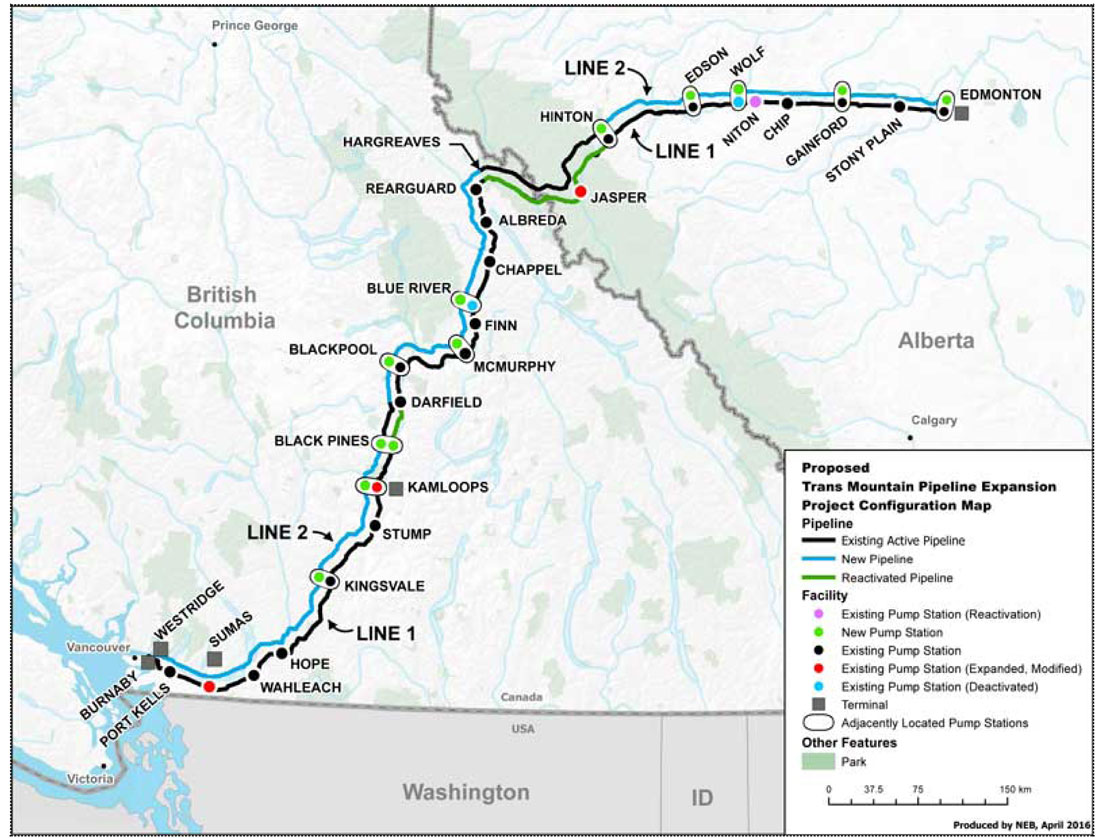 Prince George
LINE 2
EDSON
WOLF
EDMONTON
HINTON
NITON
CHIP
GAINFORD
STONY PLAIN
LINE 1
HARGREAVES
REARGUARD
JASPER
ALBREDA
CHAPPEL
BLUE RIVER
British
Columbia
FINN
Alberta
BLACKPOOL
MCMURPHY
DARFIELD
Calgary
BLACK PINES
KAMLOOPS
LINE 2
STUMP
KINGSVALE
WESTRIDGE
SUMAS
LINE 1
Vancouver
HOPE
WAHLEACH
BURNABY
PORT KELLS
Canada
USA
Victoria
Washington
ID
Proposed
Trans Mountain Pipeline Expansion
Project Configuration Map
Pipeline
Existing Active Pipeline
New Pipeline
Reactivated Pipeline
Facility
Existing Pump Station (Reactivation)
New Pump Station
Existing Pump Station
Existing Pump Station (Expanded, Modified)
Existing Pump Station (Deactivated)
Terminal
Adjacently Located Pump Stations
Other Features
Park
0 37.5 75 150 km
Produced by NEB, April 2016